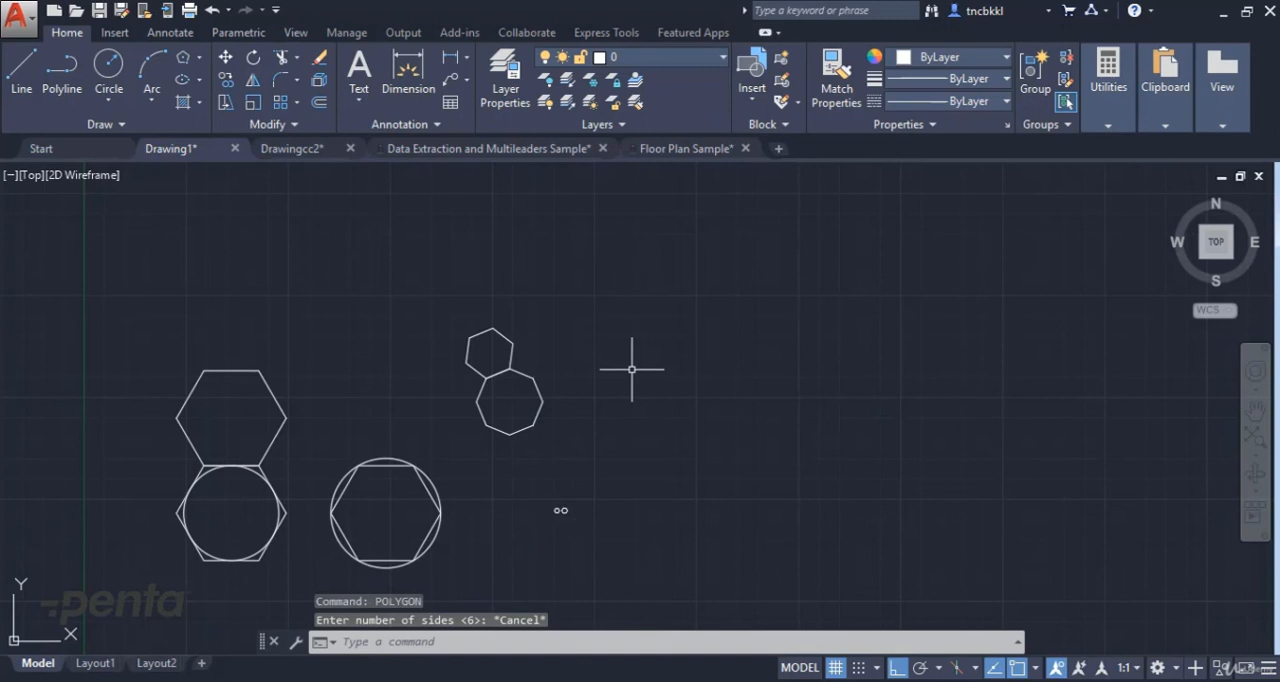 Type a keyword or phrase
tncbkkl
Home
Insert
Annotate
Parametric
View
Manage
Output
Add-ins
Collaborate
Express Tools
Featured Apps
Line
Polyline
Circle
Arc
Text
Dimension
Layer
Properties
0
Insert
Match
Properties
ByLayer
ByLayer
ByLayer
Group
Utilities
Clipboard
View
Draw
Modify
Annotation
Layers
Block
Properties
Groups
Start
Drawing1*
Drawingcc2*
Data Extraction and Multileaders Sample*
Floor Plan Sample*
[−][Top][2D Wireframe]
N
W
TOP
E
S
WCS
Y
X
penta
Command: POLYGON
Enter number of sides <6>: *Cancel*
Type a command
Model
Layout1
Layout2
MODEL
1:1